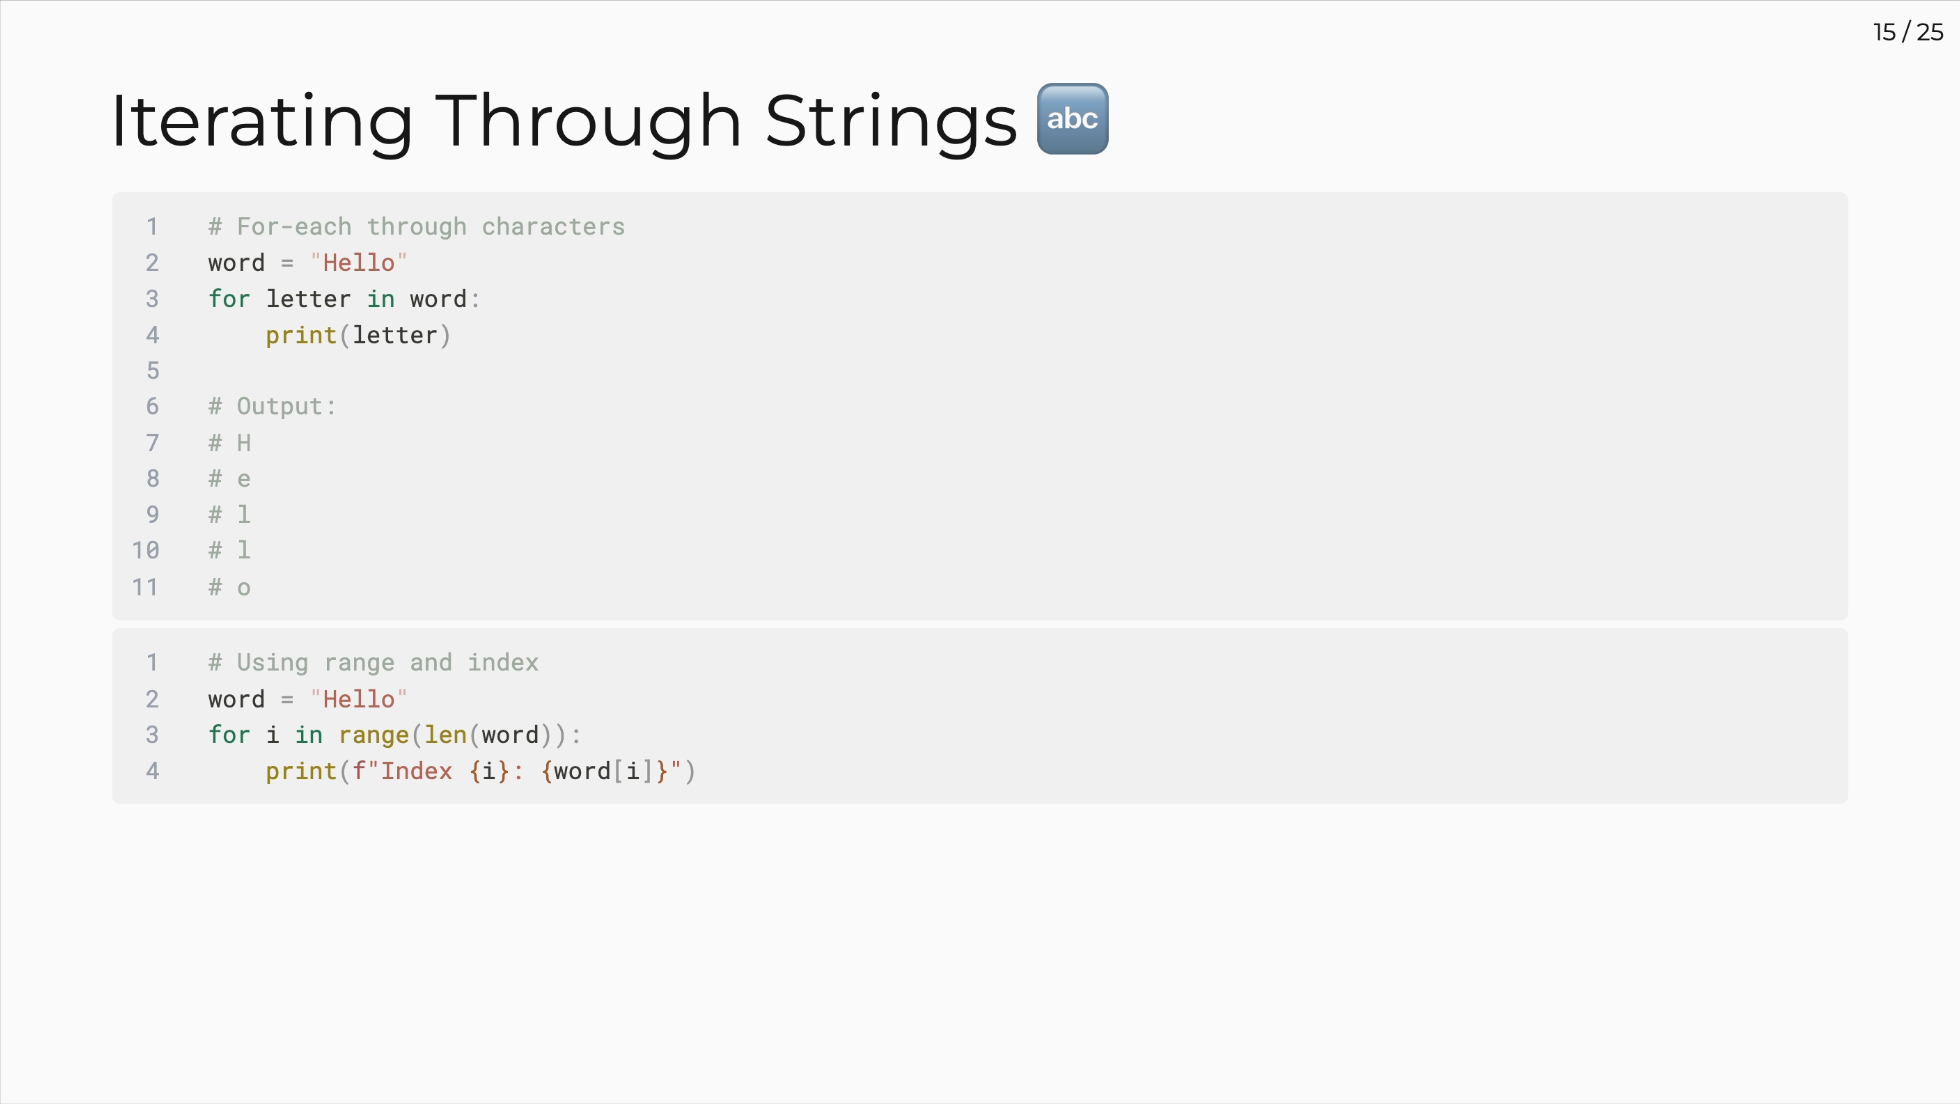 15 / 25
Iterating Through Strings abc
1 # For-each through characters
2 word = "Hello"
3 for letter in word:
4     print(letter)
5
6 # Output:
7 # H
8 # e
9 # l
10 # l
11 # o
1 # Using range and index
2 word = "Hello"
3 for i in range(len(word)):
4     print(f"Index {i}: {word[i]}")